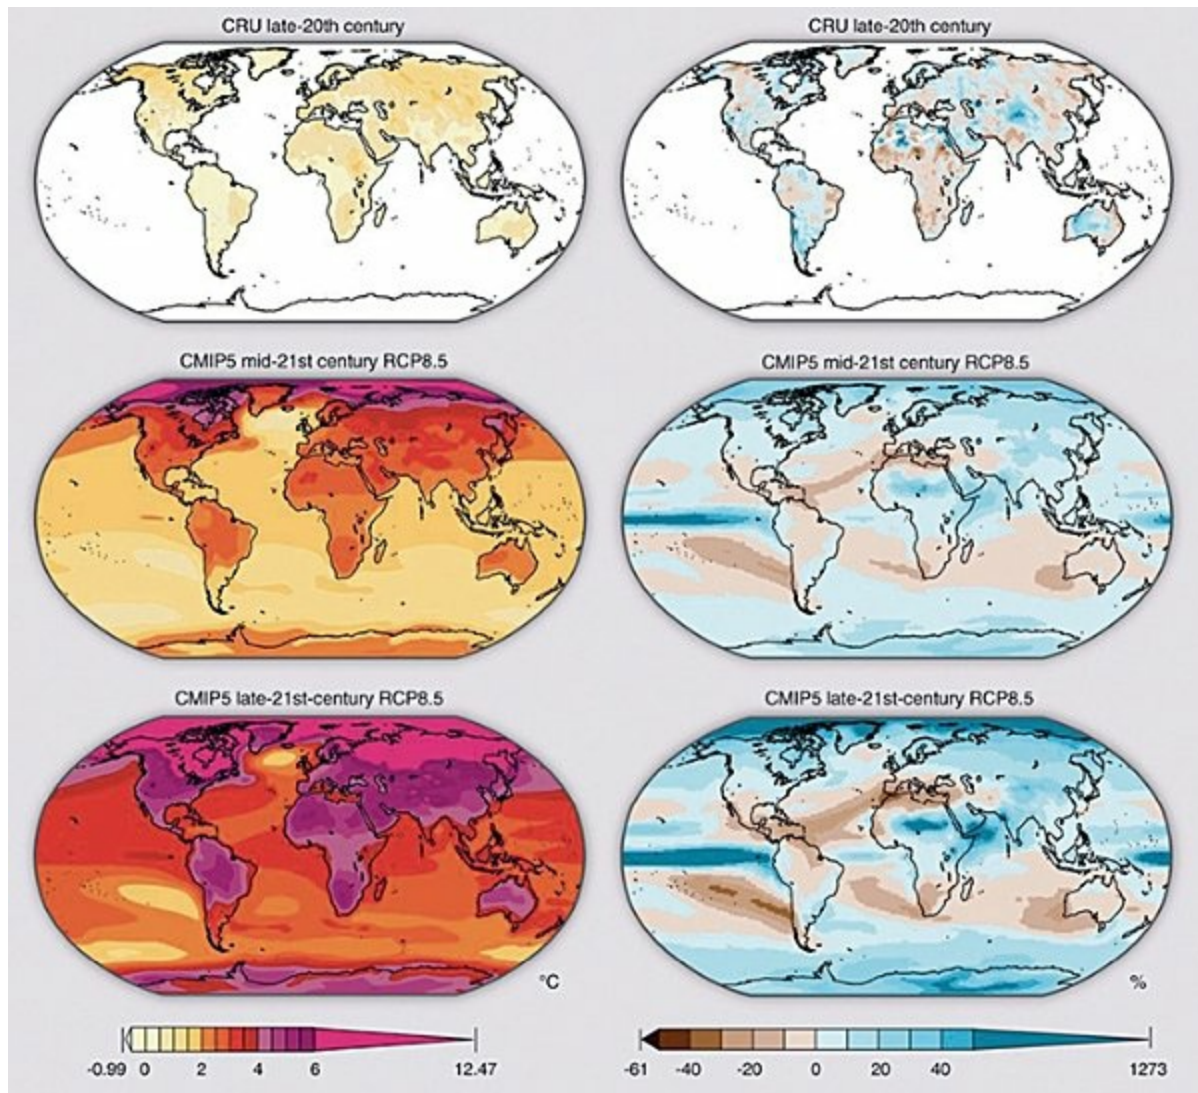 CRU late-20th century
CRU late-20th century
CMIP5 mid-21st century RCP8.5
CMIP5 mid-21st century RCP8.5
CMIP5 late-21st-century RCP8.5
CMIP5 late-21st-century RCP8.5
°C
%
-0.99 0 2 4 6 12.47
-61 -40 -20 0 20 40 1273